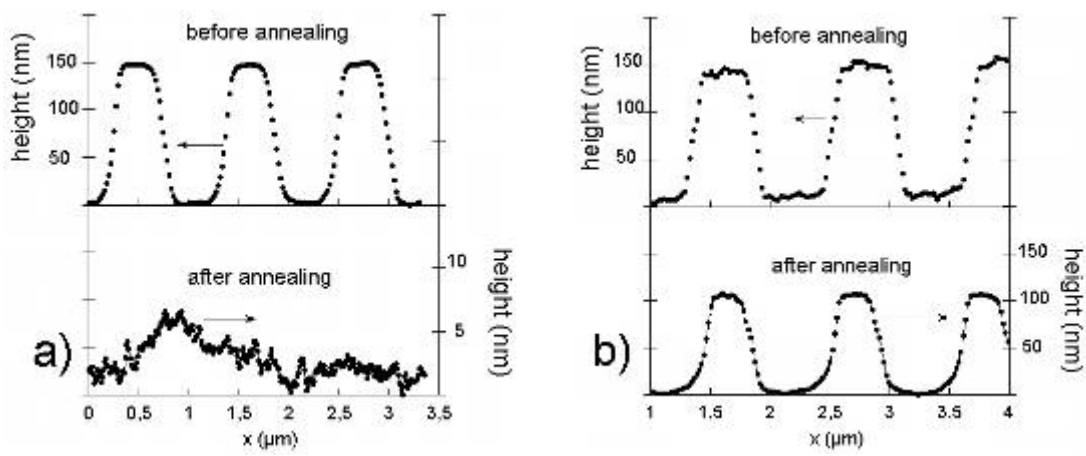 before annealing
height (nm)
150
100
50
after annealing
height (nm)
10
5
a)
0 0,5 1 1,5 2 2,5 3 3,5
x (µm)
before annealing
height (nm)
150
100
50
after annealing
height (nm)
150
100
50
b)
1 1,5 2 2,5 3 3,5 4
x (µm)